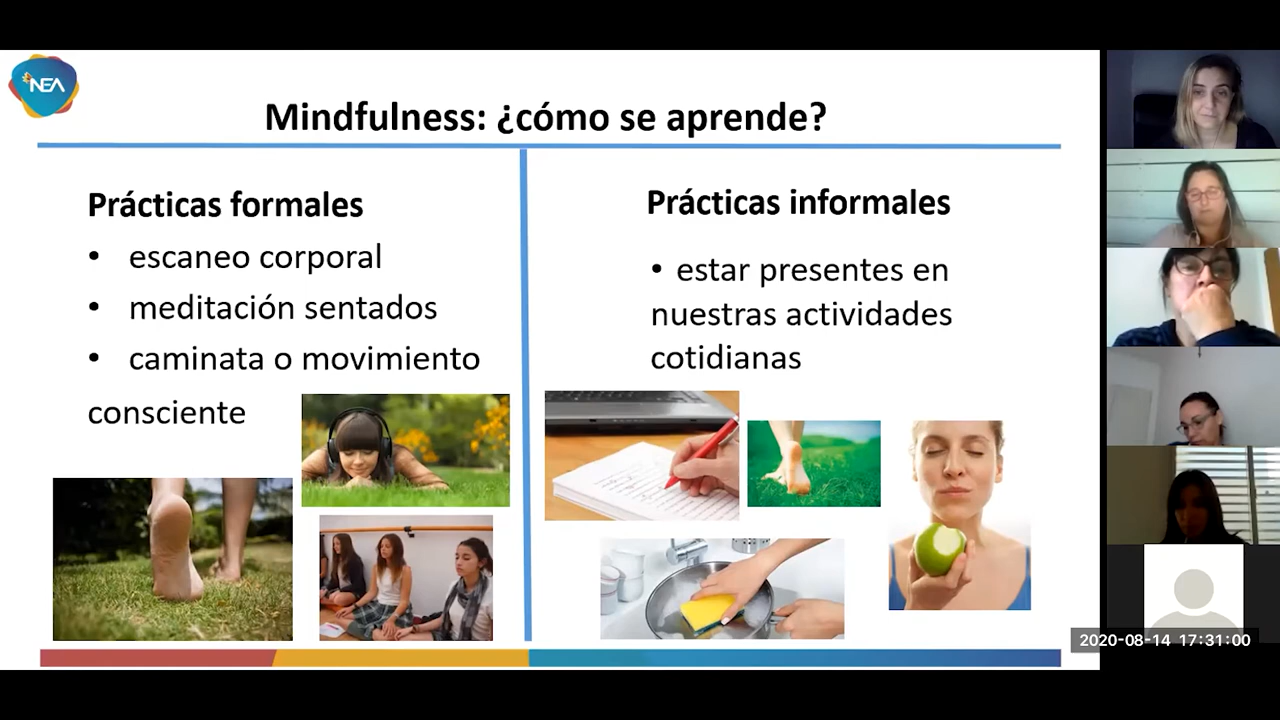 NEA
Mindfulness: ¿cómo se aprende?
Prácticas formales
• escaneo corporal
• meditación sentados
• caminata o movimiento
consciente
Prácticas informales
• estar presentes en
nuestras actividades
cotidianas
2020-08-14 17:31:00